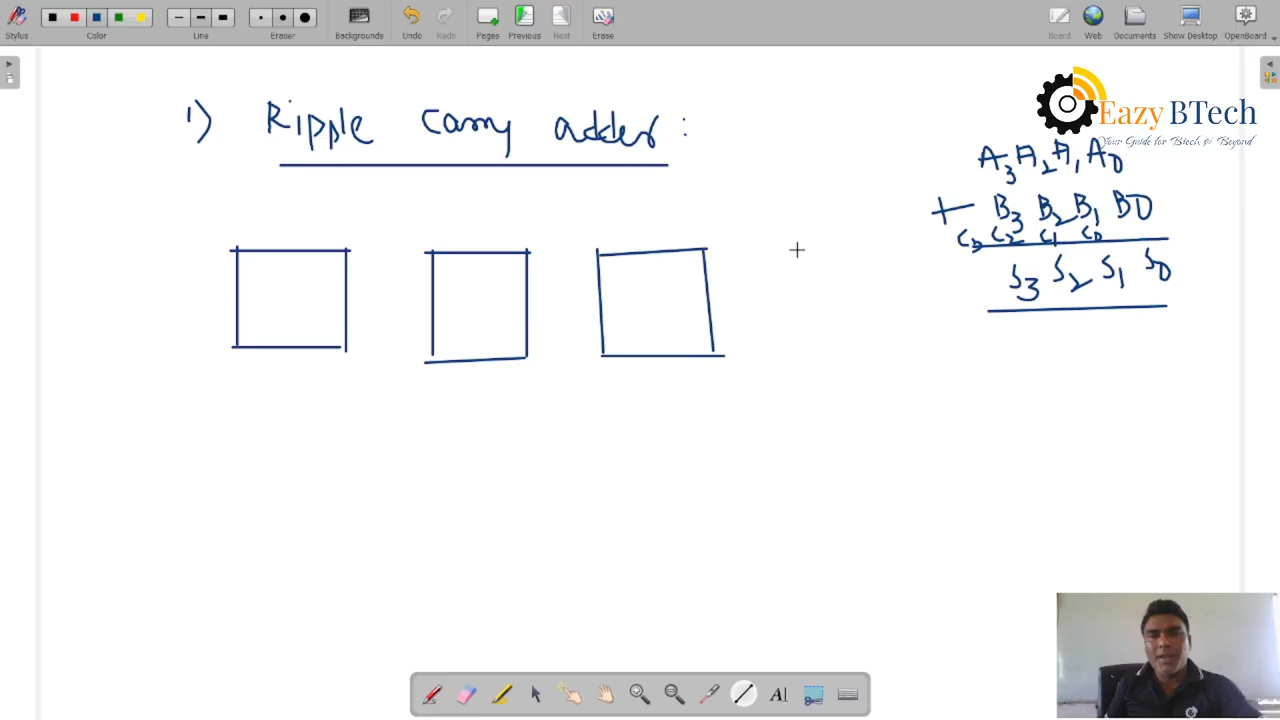 Stylus
Color
Line
Eraser
Backgrounds
Undo
Redo
Pages
Previous
Next
Erase
Board
Web
Documents
Show Desktop
OpenBoard
Eazy BTech
Your Guide for Btech & Beyond
1) Ripple Carry adder :
A3 A2 A1 A0
+ B3 B2 B1 B0
C3 C2 C1 C0
S3 S2 S1 S0
AI